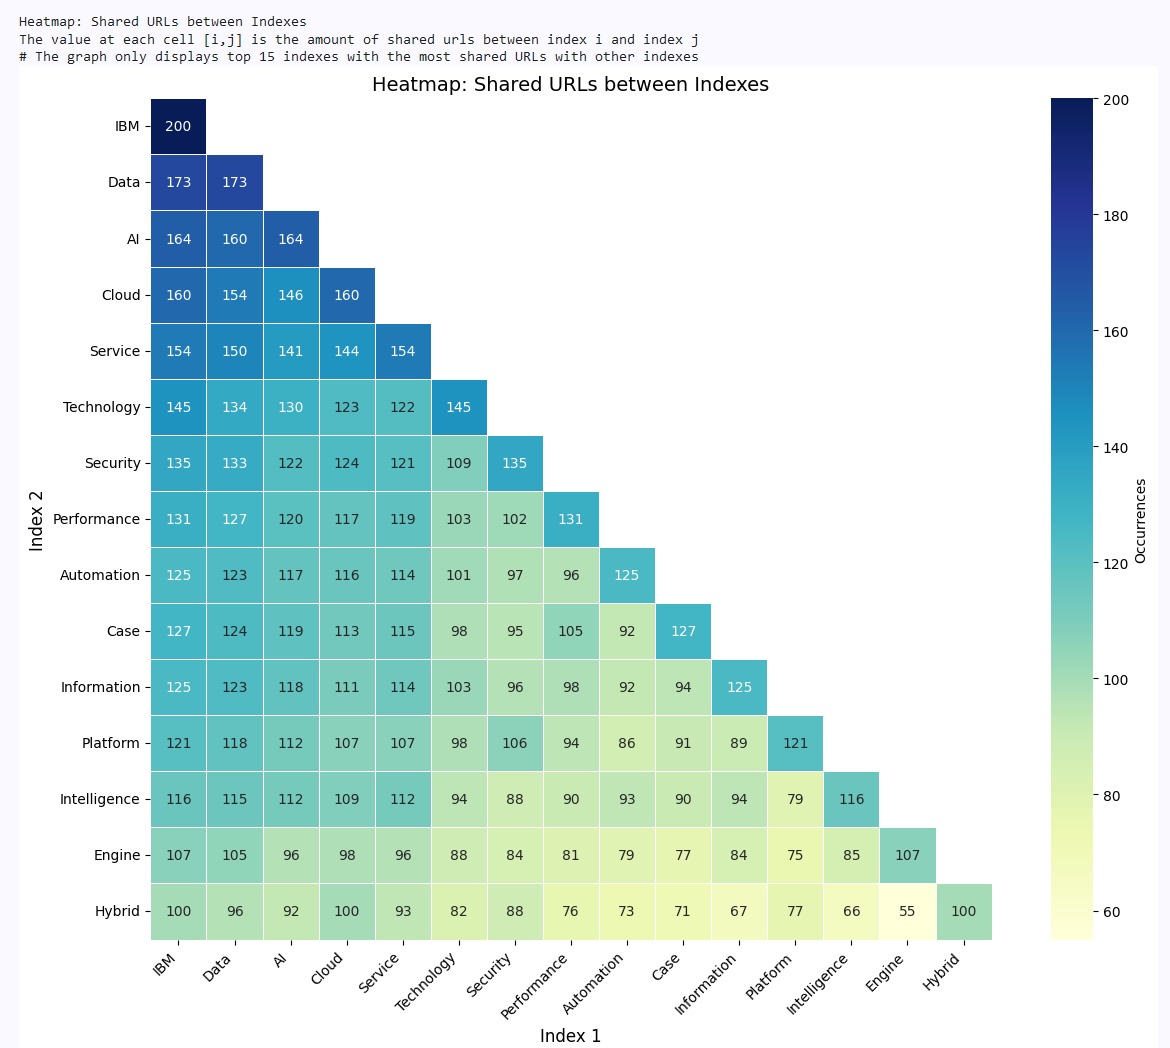 Heatmap: Shared URLs between Indexes
The value at each cell [i,j] is the amount of shared urls between index i and index j
# The graph only displays top 15 indexes with the most shared URLs with other indexes
Heatmap: Shared URLs between Indexes
IBM 200
Data 173 173
AI 164 160 164
Cloud 160 154 146 160
Service 154 150 141 144 154
Technology 145 134 130 123 122 145
Security 135 133 122 124 121 109 135
Performance 131 127 120 117 119 103 102 131
Automation 125 123 117 116 114 101 97 96 125
Case 127 124 119 113 115 98 95 105 92 127
Information 125 123 118 111 114 103 96 98 92 94 125
Platform 121 118 112 107 107 98 106 94 86 91 89 121
Intelligence 116 115 112 109 112 94 88 90 93 90 94 79 116
Engine 107 105 96 98 96 88 84 81 79 77 84 75 85 107
Hybrid 100 96 92 100 93 82 88 76 73 71 67 77 66 55 100
IBM Data AI Cloud Service Technology Security Performance Automation Case Information Platform Intelligence Engine Hybrid
Index 1
Index 2
200
180
160
140
120
100
80
60
Occurrences